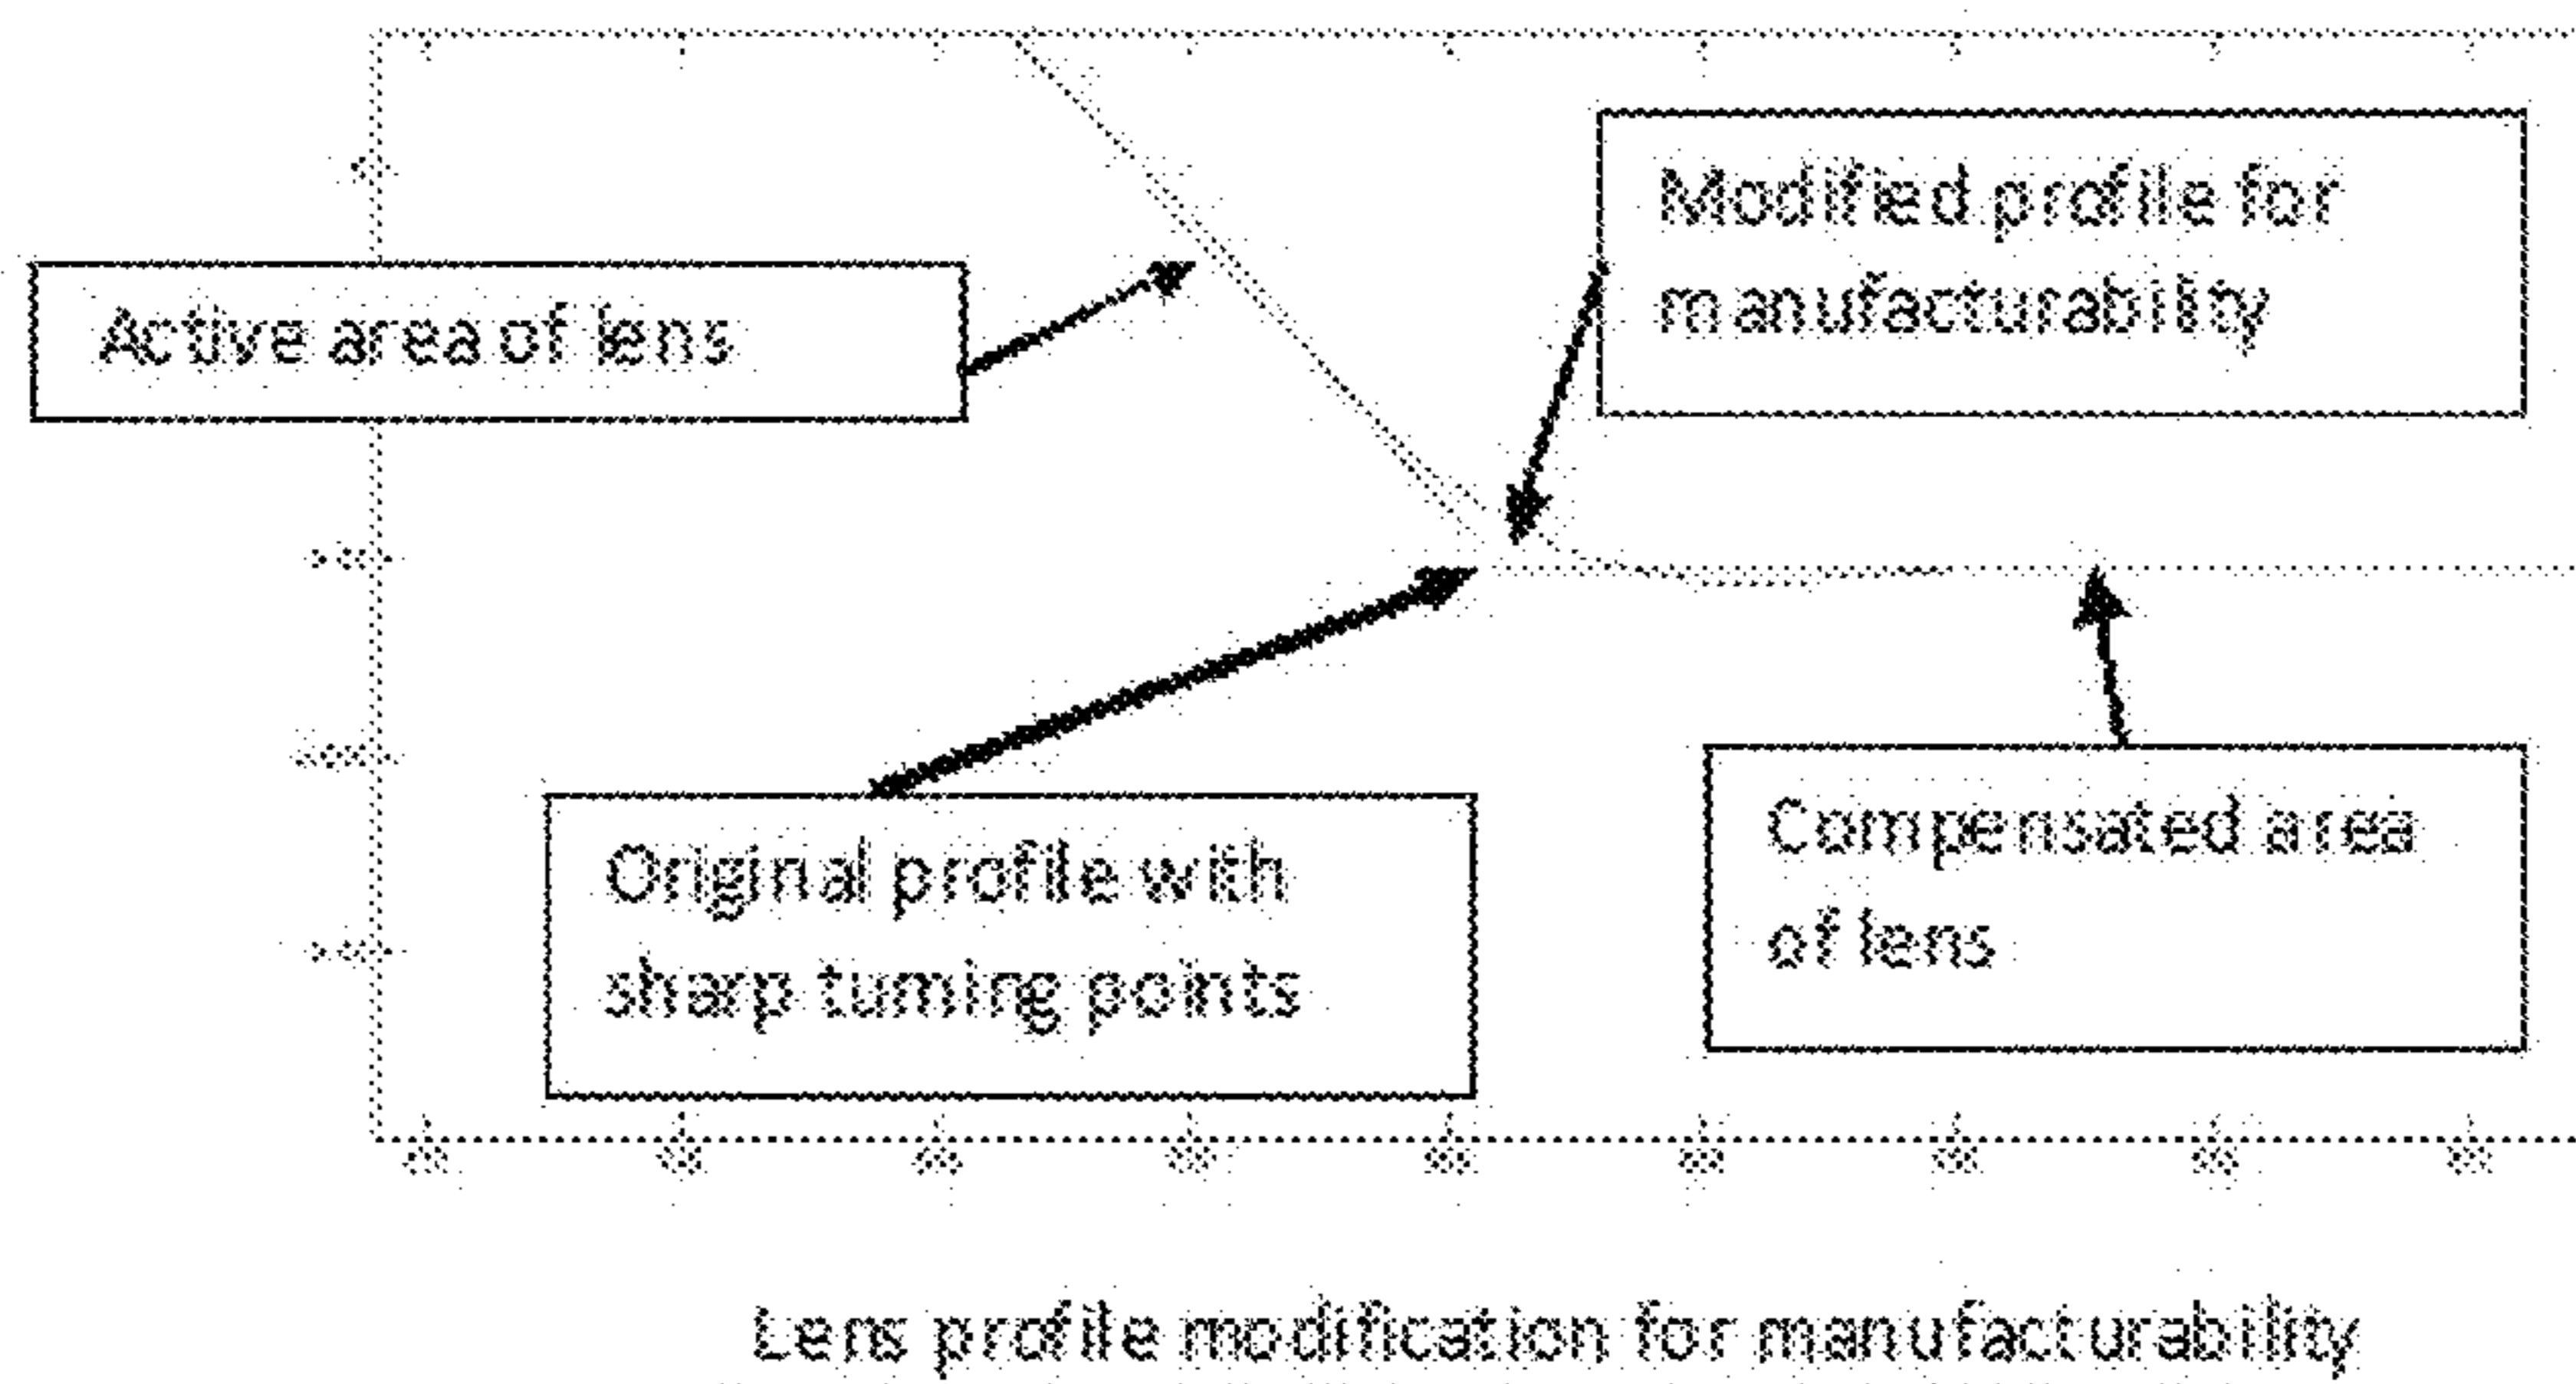 Modified profile for
manufacturability
Active area of lens
Original profile with
sharp turning points
Compensated area
of lens
Lens profile modification for manufacturability